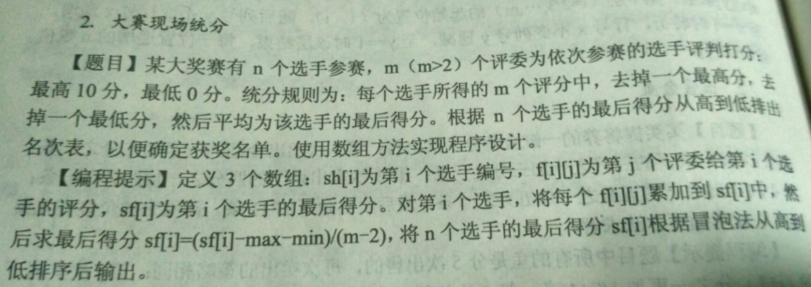 2. 大赛现场统分
【题目】某大奖赛有 n 个选手参赛，m（m>2）个评委为依次参赛的选手评判打分：
最高 10 分，最低 0 分。统分规则为：每个选手所得的 m 个评分中，去掉一个最高分，去
掉一个最低分，然后平均为该选手的最后得分。根据 n 个选手的最后得分从高到低排出
名次表，以便确定获奖名单。使用数组方法实现程序设计。
【编程提示】定义 3 个数组：sh[i]为第 i 个选手编号，f[i][j]为第 j 个评委给第 i 个选
手的评分，sf[i]为第 i 个选手的最后得分。对第 i 个选手，将每个 f[i][j]累加到 sf[i]中，然
后求最后得分 sf[i]=(sf[i]-max-min)/(m-2)，将 n 个选手的最后得分 sf[i]根据冒泡法从高到
低排序后输出。